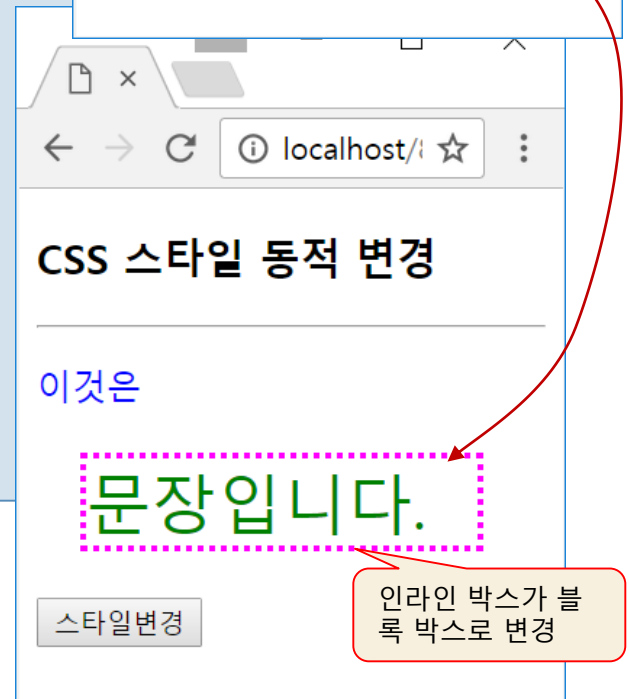 localhost/
CSS 스타일 동적 변경
이것은
문장입니다.
스타일변경
인라인 박스가 블
록 박스로 변경